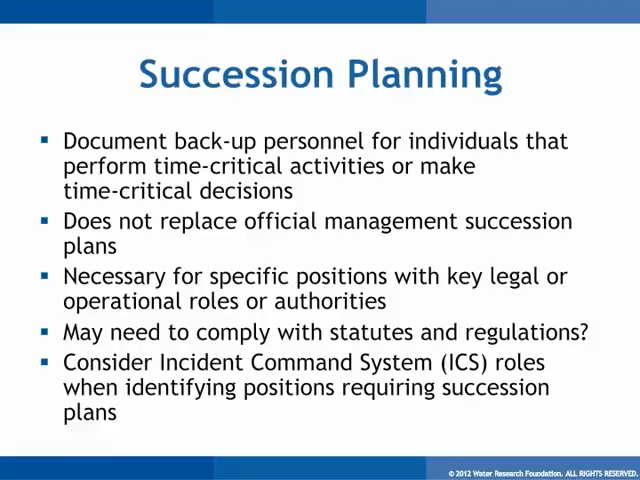 Succession Planning
▪ Document back-up personnel for individuals that
perform time-critical activities or make
time-critical decisions
▪ Does not replace official management succession
plans
▪ Necessary for specific positions with key legal or
operational roles or authorities
▪ May need to comply with statutes and regulations?
▪ Consider Incident Command System (ICS) roles
when identifying positions requiring succession
plans
© 2012 Water Research Foundation. ALL RIGHTS RESERVED.